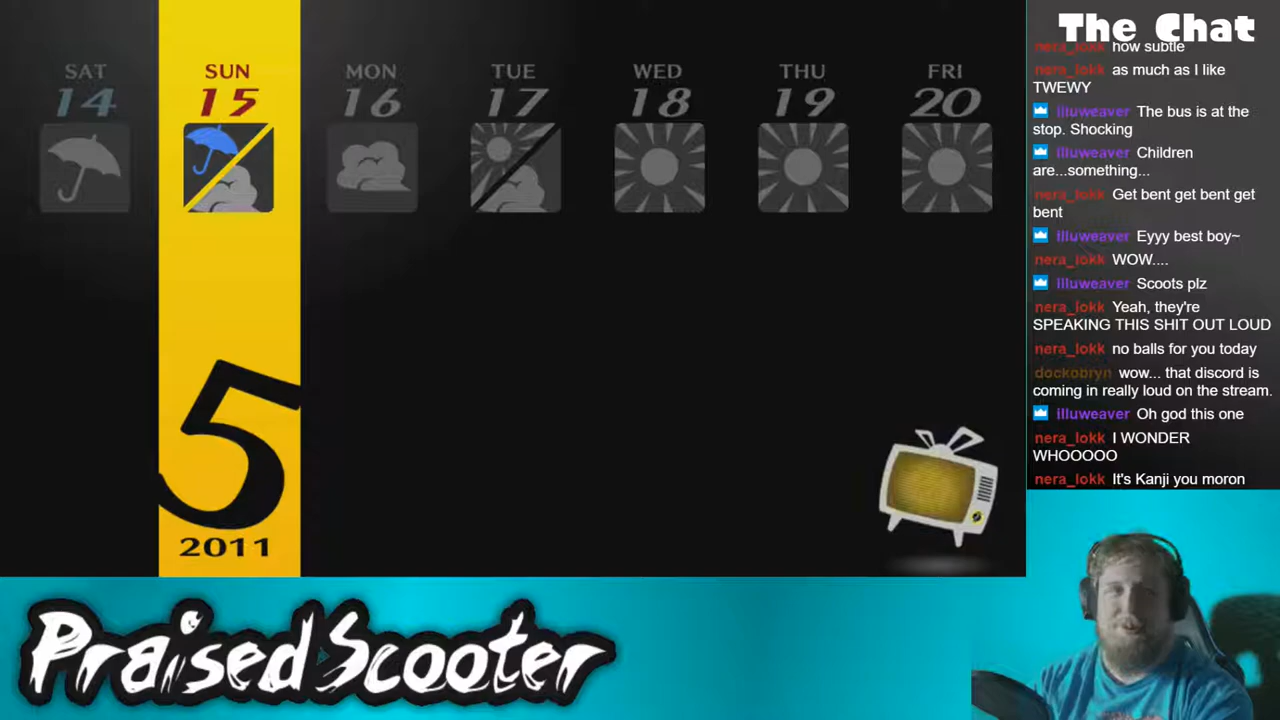 SAT SUN MON TUE WED THU FRI
14 15 16 17 18 19 20
5
2011
The Chat
nera_lokk how subtle
nera_lokk as much as I like
TWEWY
illuweaver The bus is at the
stop. Shocking
illuweaver Children
are...something...
nera_lokk Get bent get bent get
bent
illuweaver Eyyy best boy~
nera_lokk WOW....
illuweaver Scoots plz
nera_lokk Yeah, they're
SPEAKING THIS SHIT OUT LOUD
nera_lokk no balls for you today
dockobryn wow... that discord is
coming in really loud on the stream.
illuweaver Oh god this one
nera_lokk I WONDER
WHOOOOO
nera_lokk It's Kanji you moron
PraisedScooter